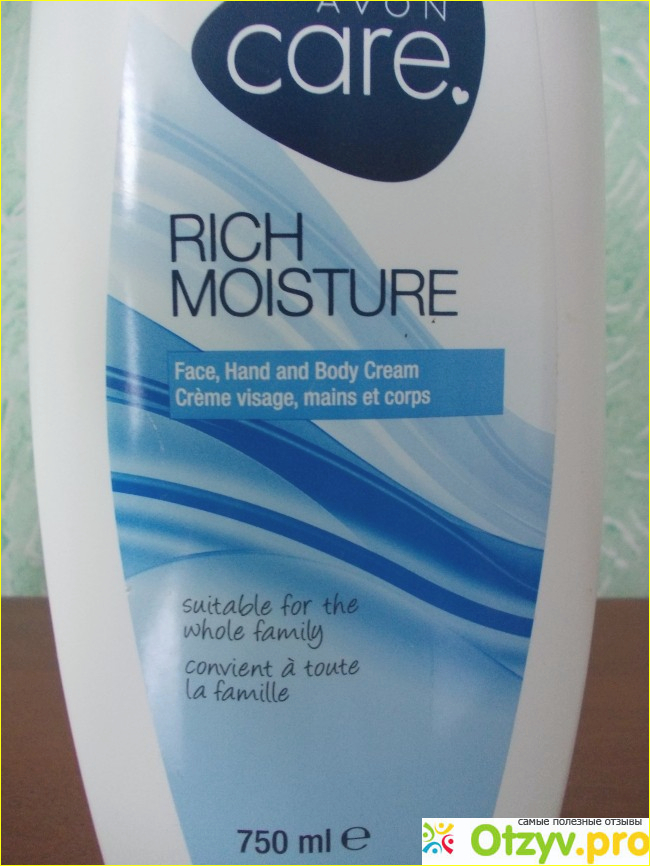 AVON
care.
RICH
MOISTURE
Face, Hand and Body Cream
Crème visage, mains et corps
suitable for the
whole family
convient à toute
la famille
750 ml ℮
самые полезные отзывы
Otzyv.pro